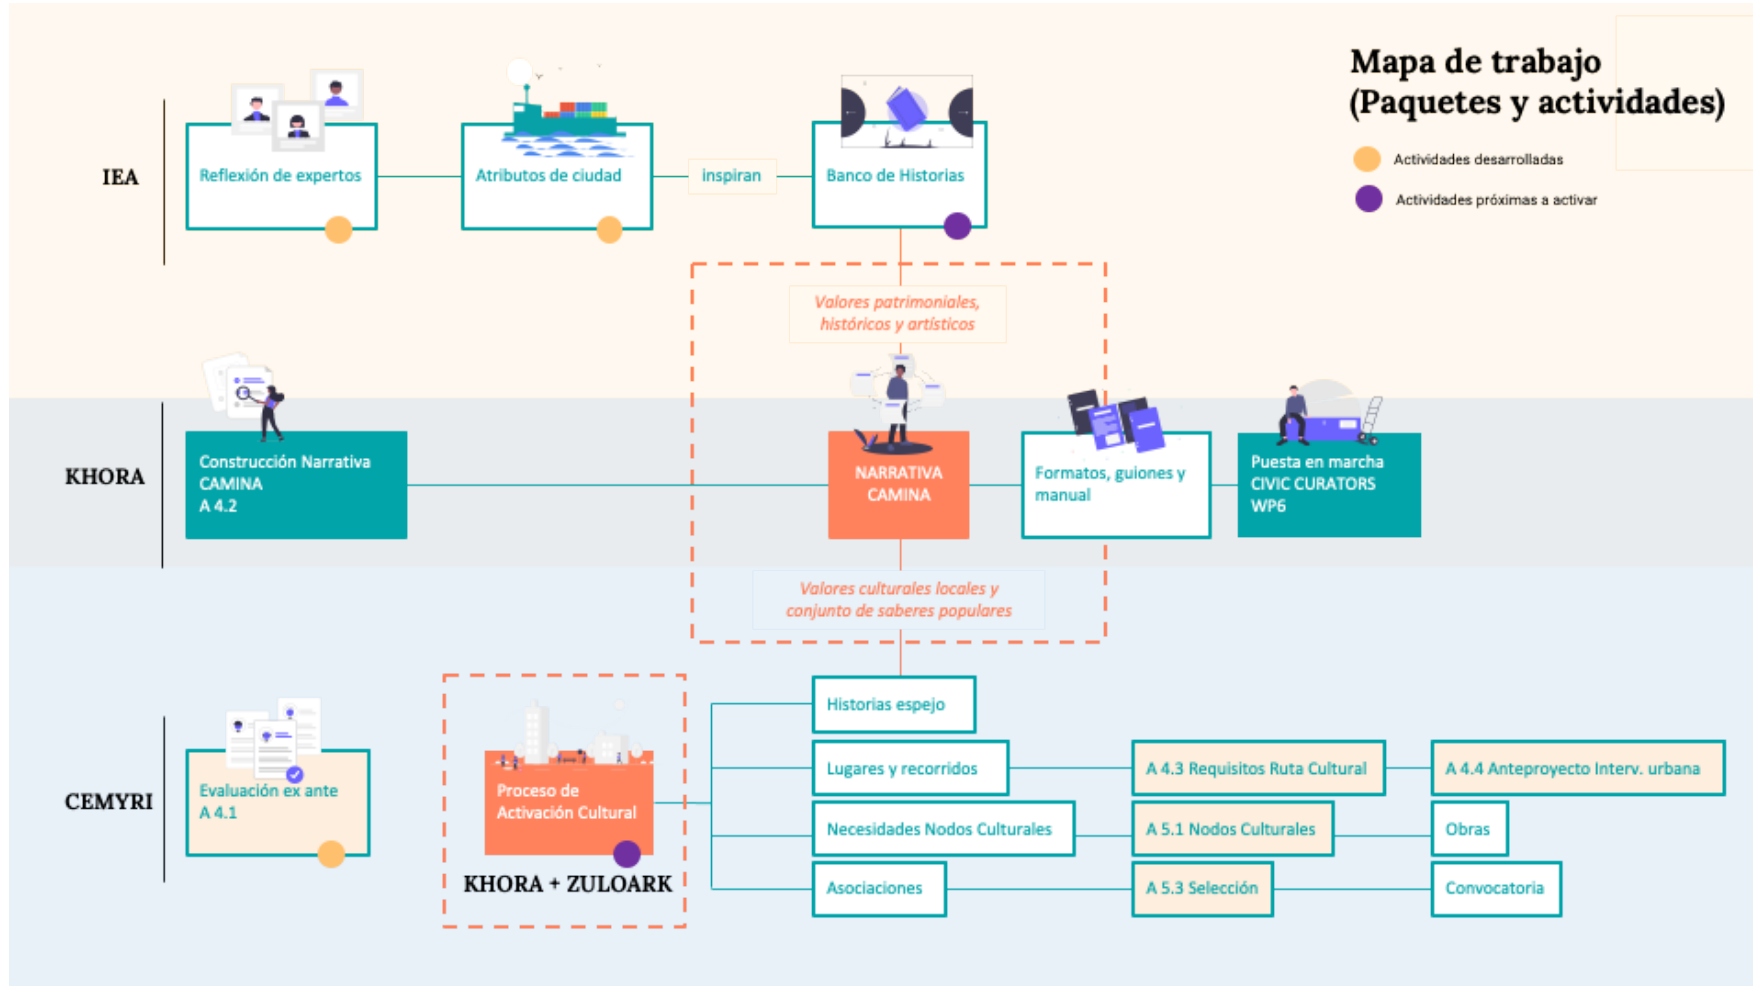 Mapa de trabajo
(Paquetes y actividades)
Actividades desarrolladas
Actividades próximas a activar
IEA
Reflexión de expertos
Atributos de ciudad
inspiran
Banco de Historias
Valores patrimoniales,
históricos y artísticos
KHORA
Construcción Narrativa
CAMINA
A 4.2
NARRATIVA
CAMINA
Formatos, guiones y
manual
Puesta en marcha
CIVIC CURATORS
WP6
Valores culturales locales y
conjunto de saberes populares
CEMYRI
Evaluación ex ante
A 4.1
Proceso de
Activación Cultural
KHORA + ZULOARK
Historias espejo
Lugares y recorridos
A 4.3 Requisitos Ruta Cultural
A 4.4 Anteproyecto Interv. urbana
Necesidades Nodos Culturales
A 5.1 Nodos Culturales
Obras
Asociaciones
A 5.3 Selección
Convocatoria